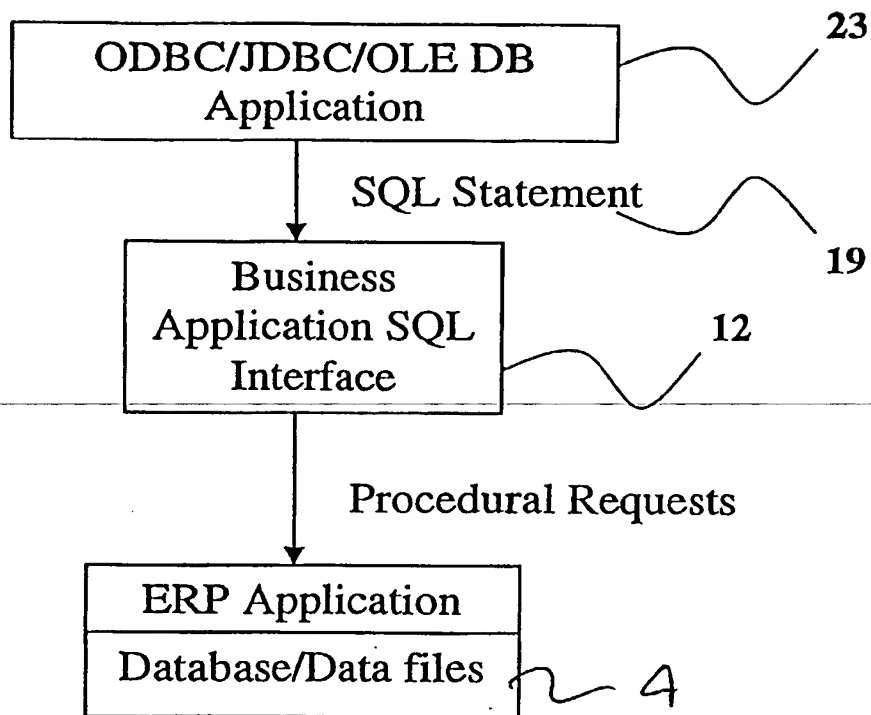 23
ODBC/JDBC/OLE DB
Application
SQL Statement
19
Business
Application SQL
Interface
12
Procedural Requests
ERP Application
Database/Data files
4